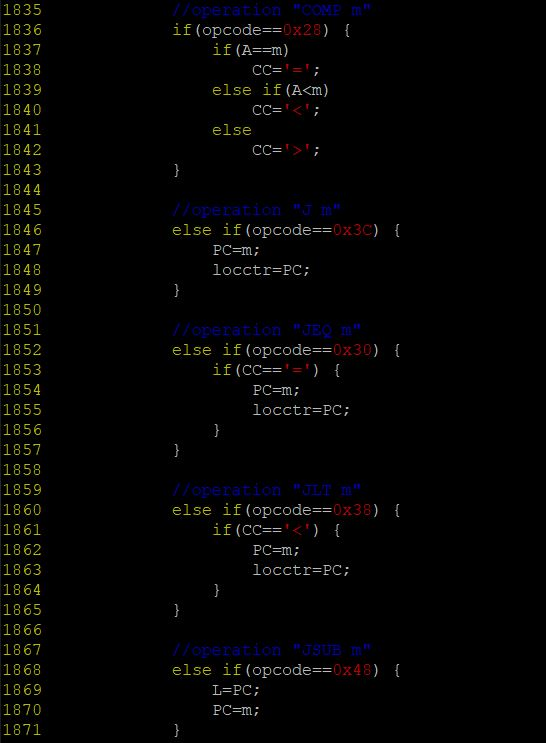 1835             //operation "COMP m"
1836             if(opcode==0x28) {
1837                 if(A==m)
1838                     CC='=';
1839                 else if(A<m)
1840                     CC='<';
1841                 else
1842                     CC='>';
1843             }
1844
1845             //operation "J m"
1846             else if(opcode==0x3C) {
1847                 PC=m;
1848                 locctr=PC;
1849             }
1850
1851             //operation "JEQ m"
1852             else if(opcode==0x30) {
1853                 if(CC=='=') {
1854                     PC=m;
1855                     locctr=PC;
1856                 }
1857             }
1858
1859             //operation "JLT m"
1860             else if(opcode==0x38) {
1861                 if(CC=='<') {
1862                     PC=m;
1863                     locctr=PC;
1864                 }
1865             }
1866
1867             //operation "JSUB m"
1868             else if(opcode==0x48) {
1869                 L=PC;
1870                 PC=m;
1871             }